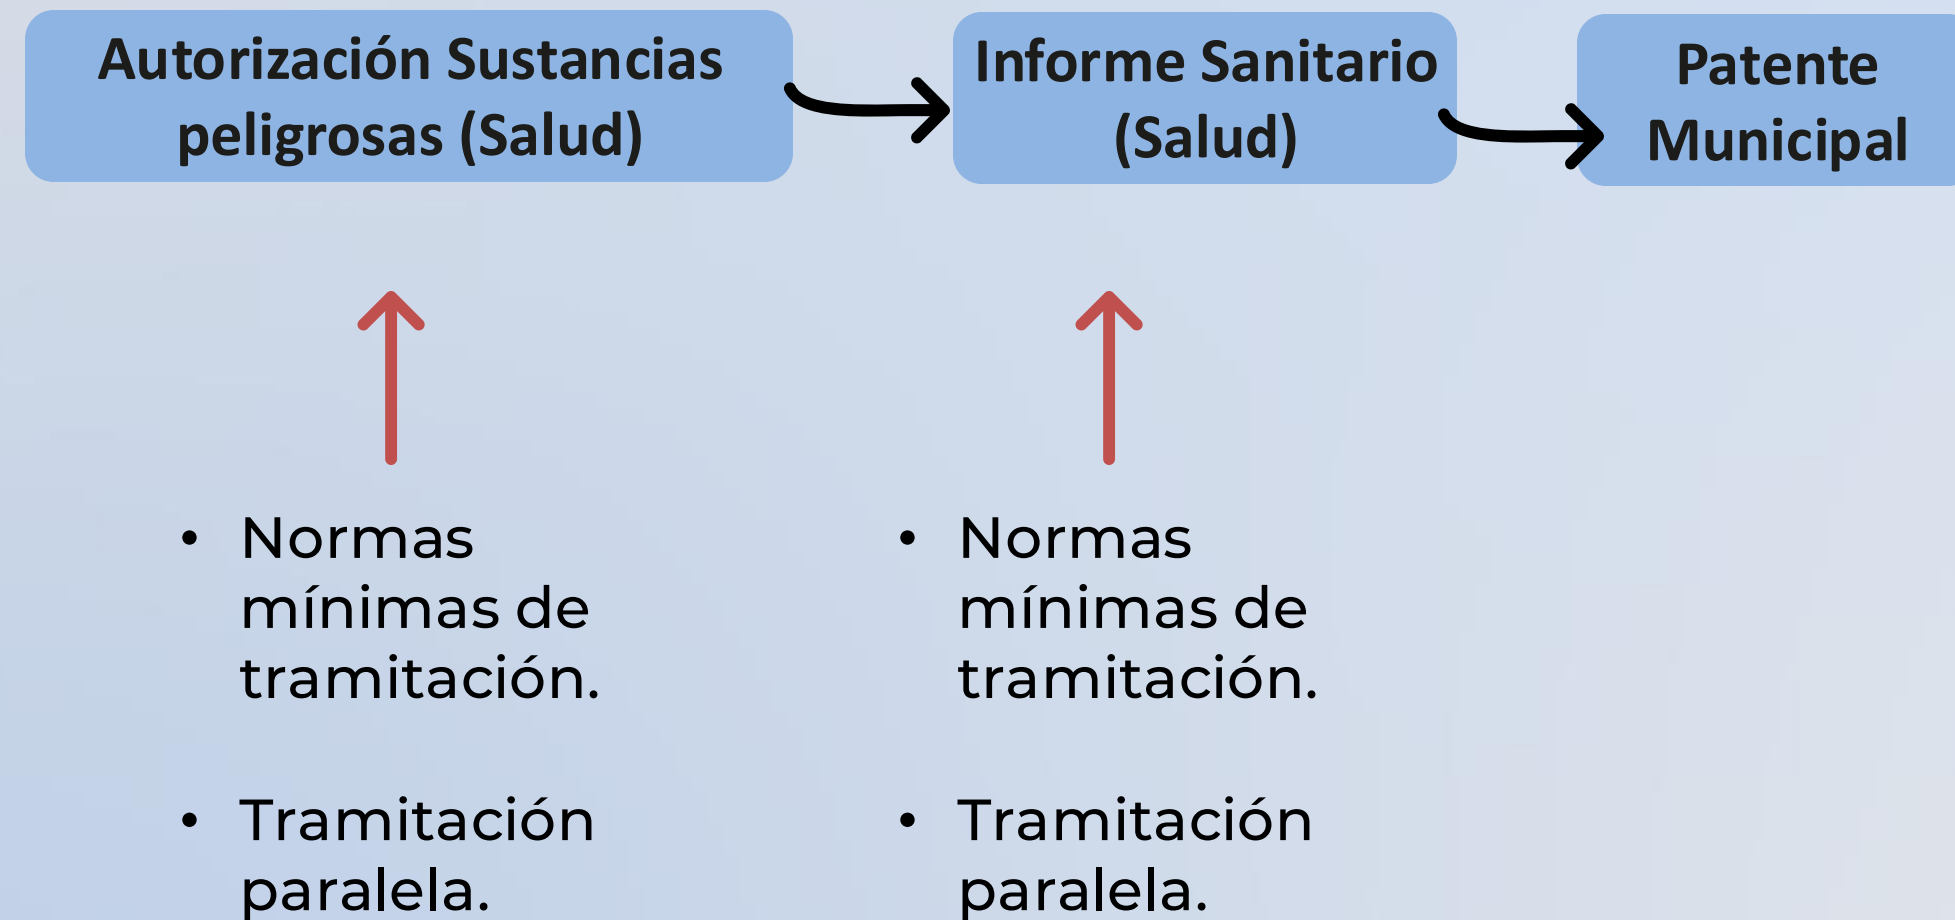 Autorización Sustancias
peligrosas (Salud)
Informe Sanitario
(Salud)
Patente
Municipal
• Normas
mínimas de
tramitación.
• Tramitación
paralela.
• Normas
mínimas de
tramitación.
• Tramitación
paralela.